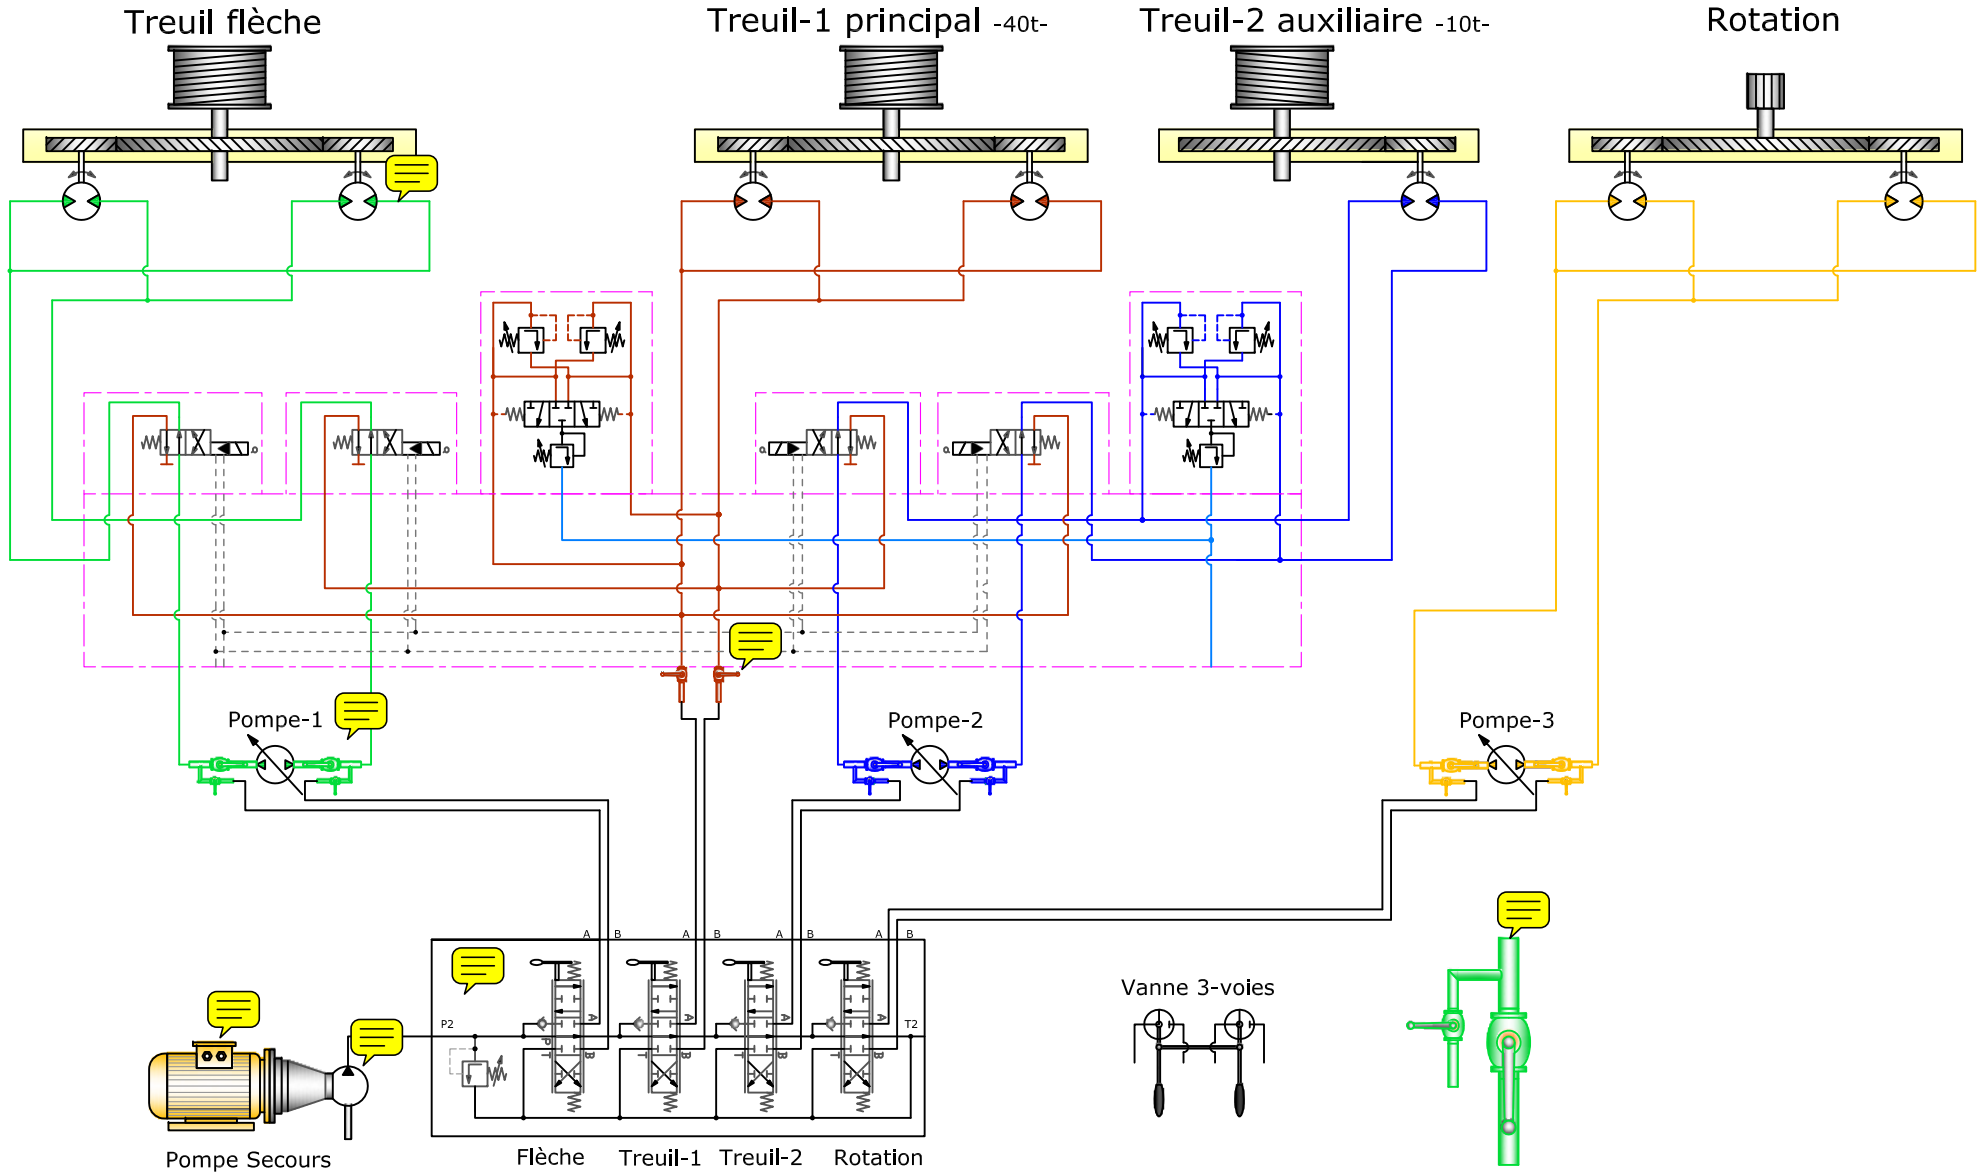 Treuil flèche
Treuil-1 principal -40t-
Treuil-2 auxiliaire -10t-
Rotation
Pompe-1
Pompe-2
Pompe-3
A B A B A B A B
P2
T2
A A A A
P
T B T B T B T B
Vanne 3-voies
Pompe Secours
Flèche
Treuil-1
Treuil-2
Rotation